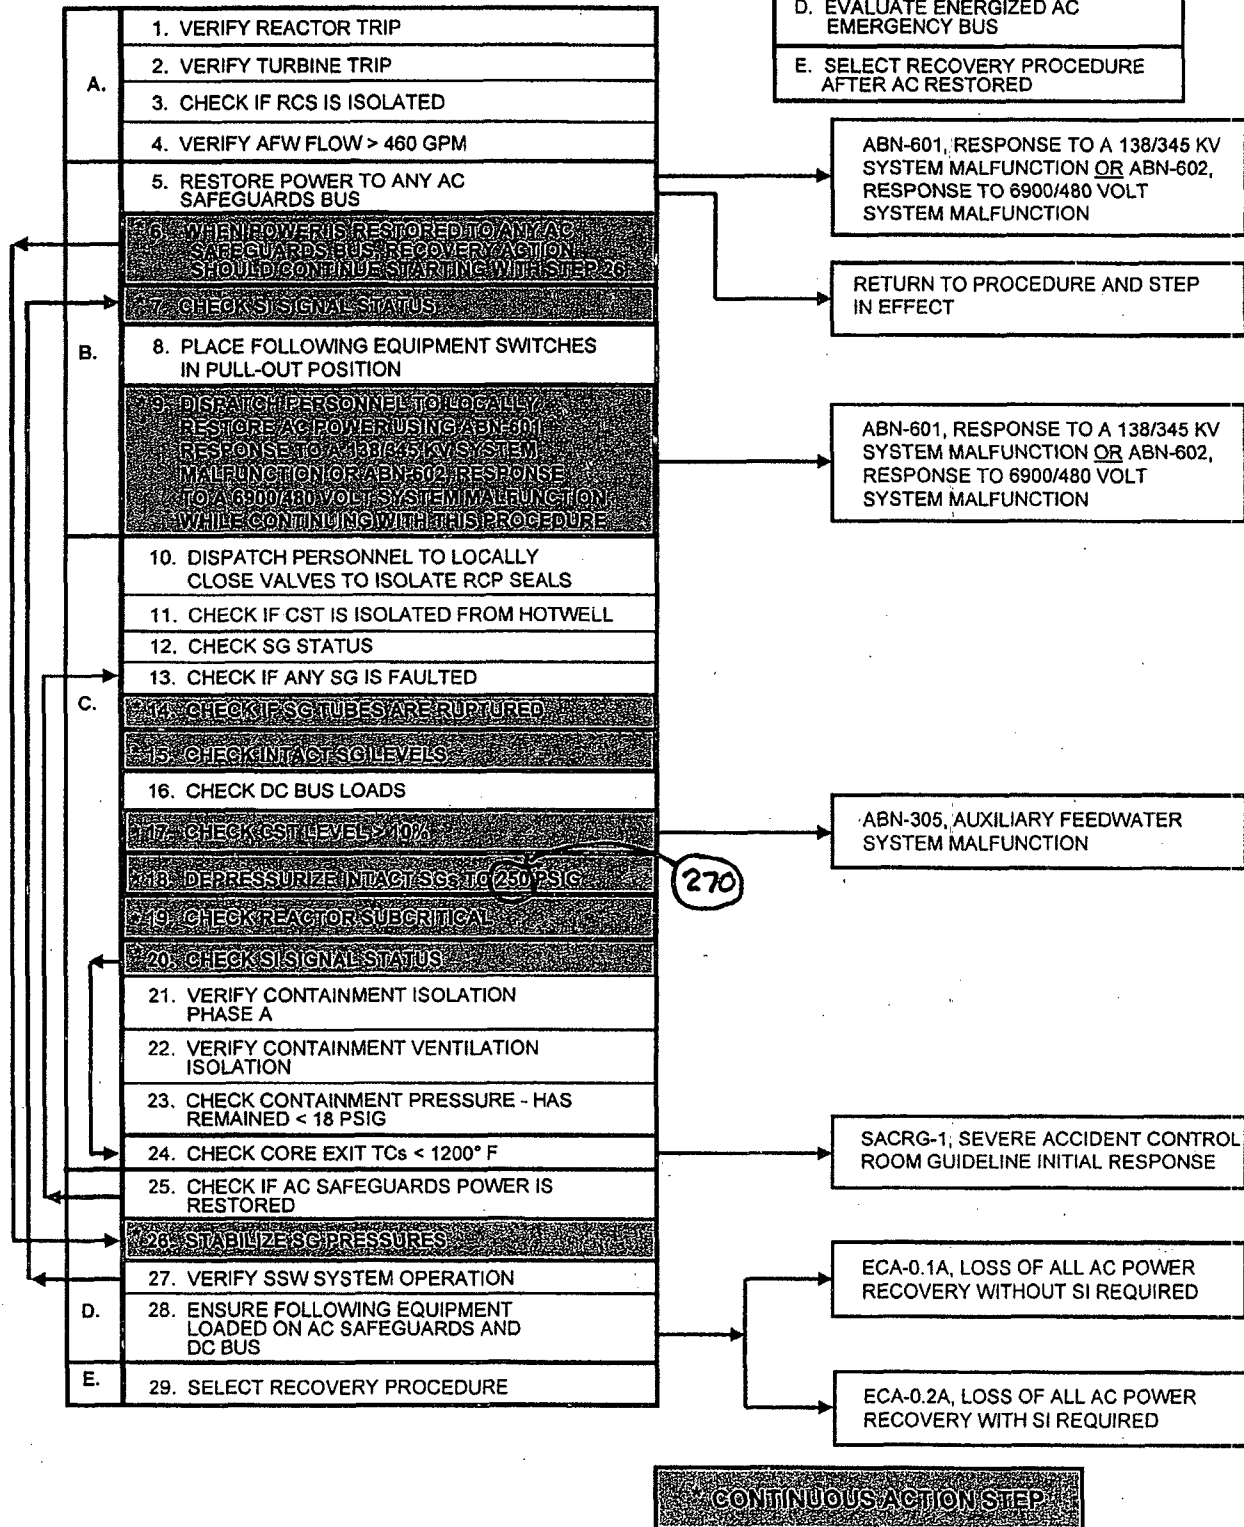 D. EVALUATE ENERGIZED AC
EMERGENCY BUS
E. SELECT RECOVERY PROCEDURE
AFTER AC RESTORED
A.
1. VERIFY REACTOR TRIP
2. VERIFY TURBINE TRIP
3. CHECK IF RCS IS ISOLATED
4. VERIFY AFW FLOW > 460 GPM
B.
5. RESTORE POWER TO ANY AC
SAFEGUARDS BUS
* 6. WHEN POWER IS RESTORED TO ANY AC
SAFEGUARDS BUS, RECOVERY ACTION
SHOULD CONTINUE STARTING WITH STEP 26
* 7. CHECK SI SIGNAL STATUS
8. PLACE FOLLOWING EQUIPMENT SWITCHES
IN PULL-OUT POSITION
* 9. DISPATCH PERSONNEL TO LOCALLY
RESTORE AC POWER USING ABN-601
RESPONSE TO A 138/345 KV SYSTEM
MALFUNCTION OR ABN-602, RESPONSE
TO A 6900/480 VOLT SYSTEM MALFUNCTION
WHILE CONTINUING WITH THIS PROCEDURE
C.
10. DISPATCH PERSONNEL TO LOCALLY
CLOSE VALVES TO ISOLATE RCP SEALS
11. CHECK IF CST IS ISOLATED FROM HOTWELL
12. CHECK SG STATUS
13. CHECK IF ANY SG IS FAULTED
* 14. CHECK IF SG TUBES ARE RUPTURED
* 15. CHECK INTACT SG LEVELS
16. CHECK DC BUS LOADS
* 17. CHECK CST LEVEL > 10%
* 18. DEPRESSURIZE INTACT SGs TO 250 PSIG
270
* 19. CHECK REACTOR SUBCRITICAL
* 20. CHECK SI SIGNAL STATUS
21. VERIFY CONTAINMENT ISOLATION
PHASE A
22. VERIFY CONTAINMENT VENTILATION
ISOLATION
23. CHECK CONTAINMENT PRESSURE - HAS
REMAINED < 18 PSIG
24. CHECK CORE EXIT TCs < 1200° F
D.
25. CHECK IF AC SAFEGUARDS POWER IS
RESTORED
* 26. STABILIZE SG PRESSURES
27. VERIFY SSW SYSTEM OPERATION
28. ENSURE FOLLOWING EQUIPMENT
LOADED ON AC SAFEGUARDS AND
DC BUS
E.
29. SELECT RECOVERY PROCEDURE
ABN-601, RESPONSE TO A 138/345 KV
SYSTEM MALFUNCTION OR ABN-602,
RESPONSE TO 6900/480 VOLT
SYSTEM MALFUNCTION
RETURN TO PROCEDURE AND STEP
IN EFFECT
ABN-601, RESPONSE TO A 138/345 KV
SYSTEM MALFUNCTION OR ABN-602,
RESPONSE TO 6900/480 VOLT
SYSTEM MALFUNCTION
ABN-305, AUXILIARY FEEDWATER
SYSTEM MALFUNCTION
SACRG-1, SEVERE ACCIDENT CONTROL
ROOM GUIDELINE INITIAL RESPONSE
ECA-0.1A, LOSS OF ALL AC POWER
RECOVERY WITHOUT SI REQUIRED
ECA-0.2A, LOSS OF ALL AC POWER
RECOVERY WITH SI REQUIRED
* CONTINUOUS ACTION STEP